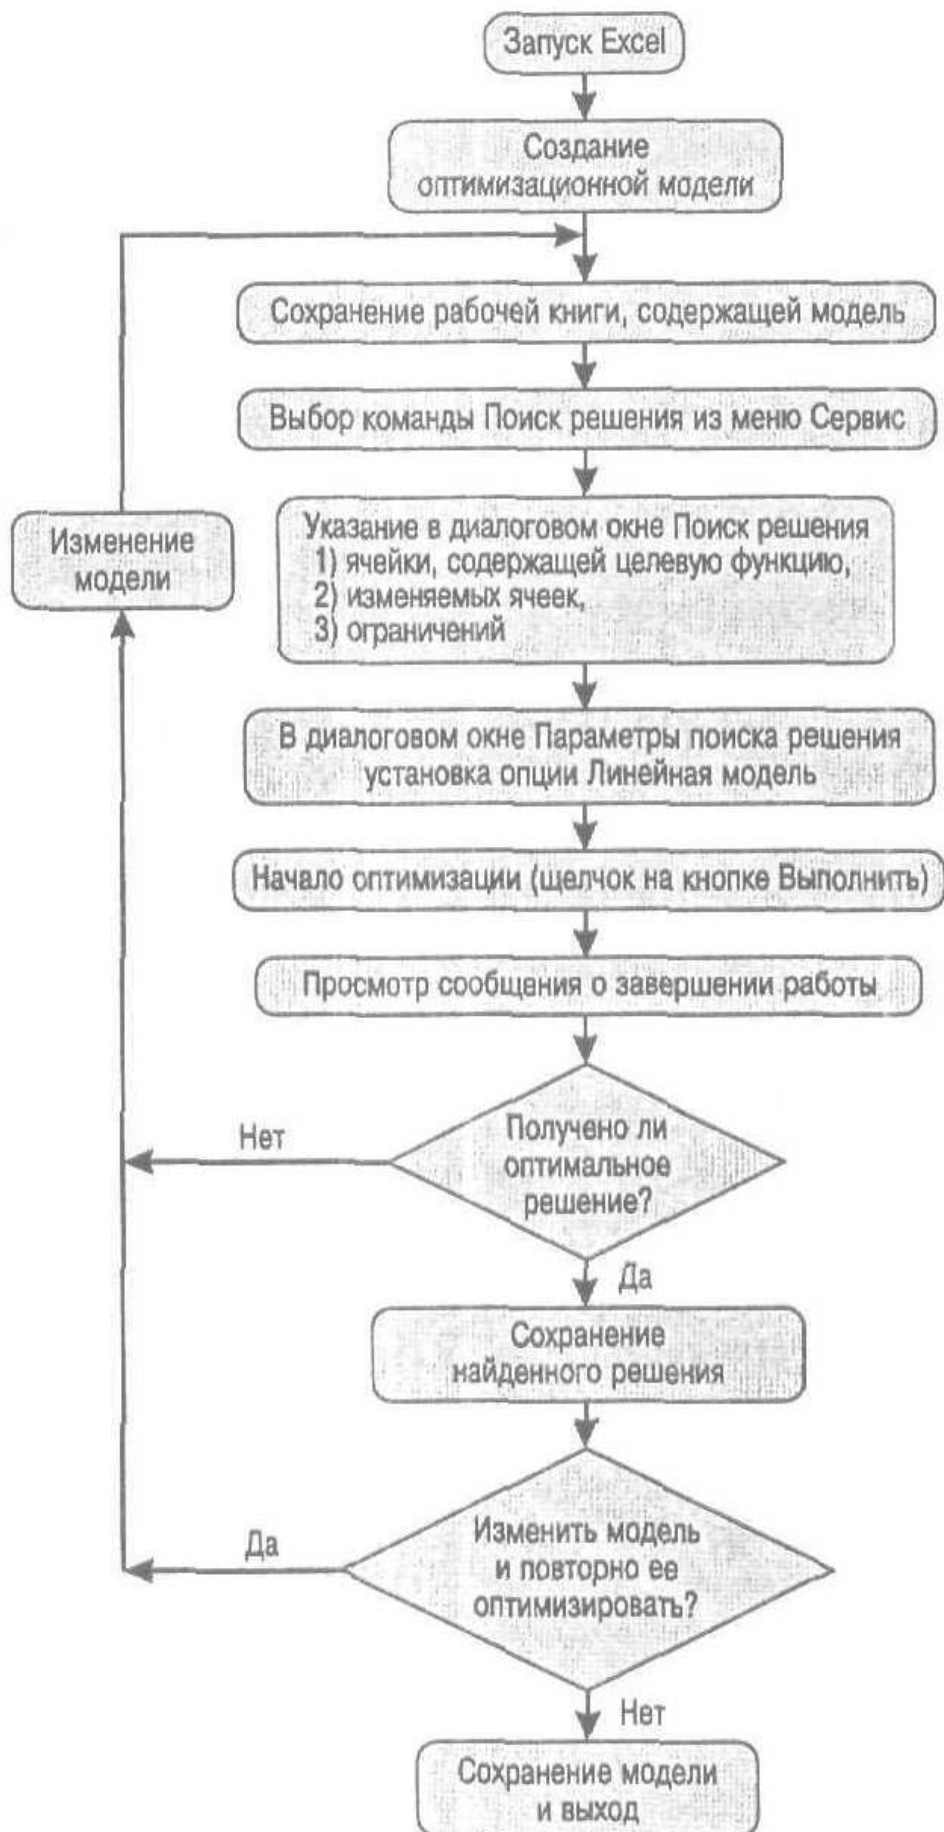 Запуск Excel
Создание
оптимизационной модели
Сохранение рабочей книги, содержащей модель
Выбор команды Поиск решения из меню Сервис
Изменение
модели
Указание в диалоговом окне Поиск решения
1) ячейки, содержащей целевую функцию,
2) изменяемых ячеек,
3) ограничений
В диалоговом окне Параметры поиска решения
установка опции Линейная модель
Начало оптимизации (щелчок на кнопке Выполнить)
Просмотр сообщения о завершении работы
Получено ли
оптимальное
решение?
Нет
Да
Сохранение
найденного решения
Изменить модель
и повторно ее
оптимизировать?
Да
Нет
Сохранение модели
и выход